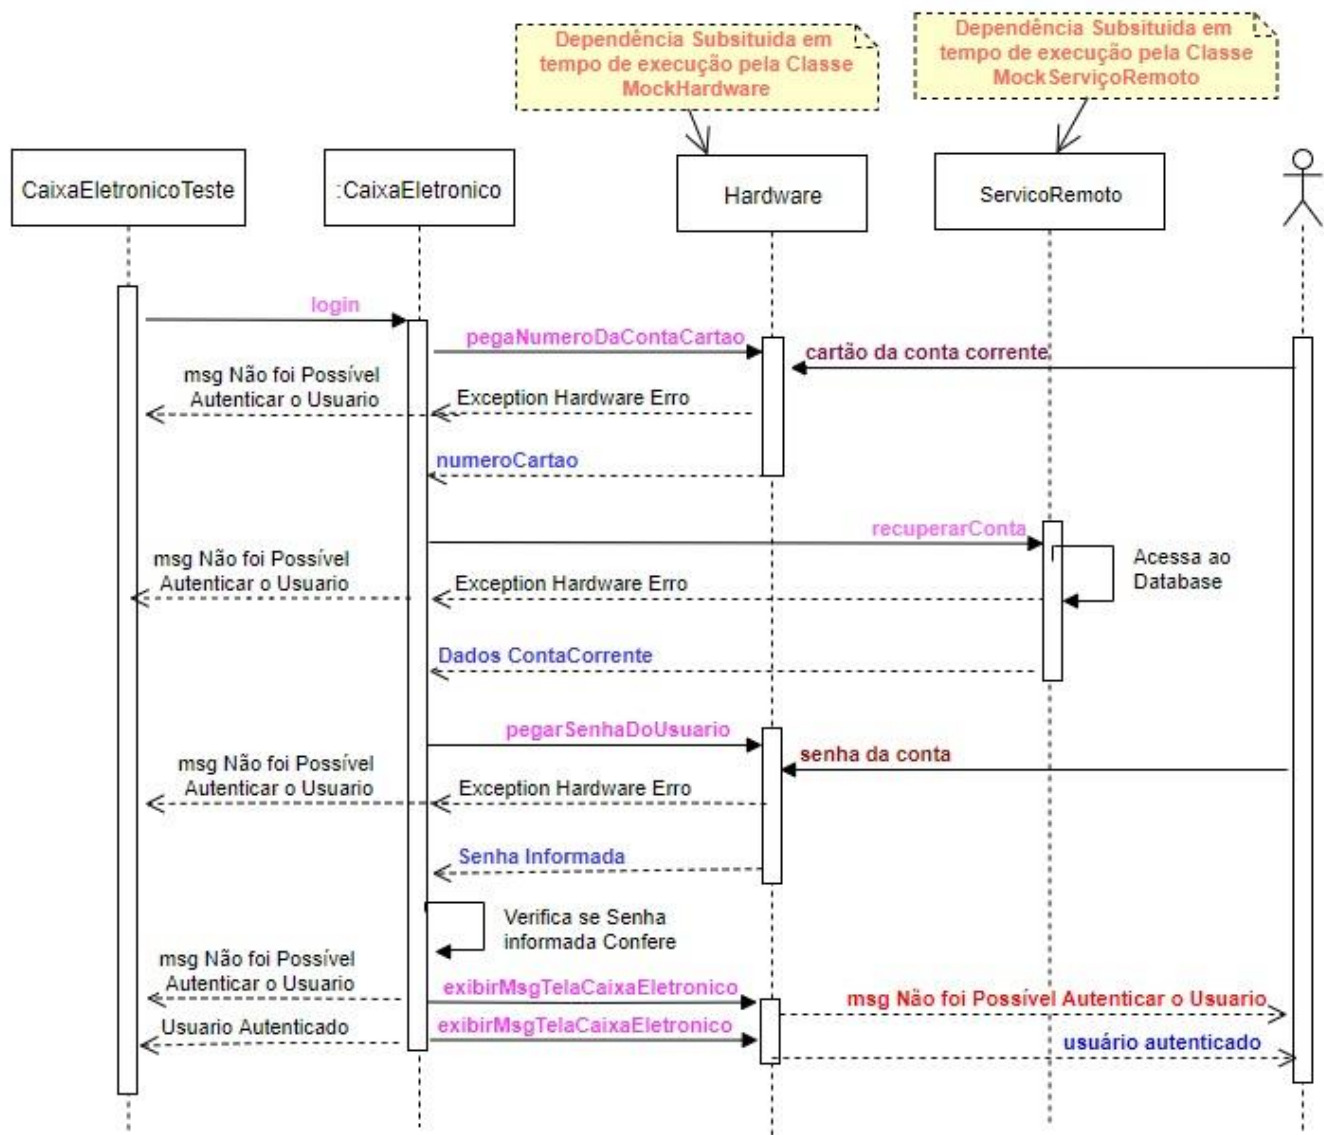 Dependência Subsituida em
tempo de execução pela Classe
MockHardware
Dependência Subsituida em
tempo de execução pela Classe
MockServiçoRemoto
CaixaEletronicoTeste
:CaixaEletronico
Hardware
ServicoRemoto
login
pegaNumeroDaContaCartao
cartão da conta corrente
msg Não foi Possível
Autenticar o Usuario
Exception Hardware Erro
numeroCartao
recuperarConta
msg Não foi Possível
Autenticar o Usuario
Exception Hardware Erro
Acessa ao
Database
Dados ContaCorrente
pegarSenhaDoUsuario
senha da conta
msg Não foi Possível
Autenticar o Usuario
Exception Hardware Erro
Senha Informada
Verifica se Senha
informada Confere
msg Não foi Possível
Autenticar o Usuario
exibirMsgTelaCaixaEletronico
msg Não foi Possível Autenticar o Usuario
Usuario Autenticado
exibirMsgTelaCaixaEletronico
usuário autenticado